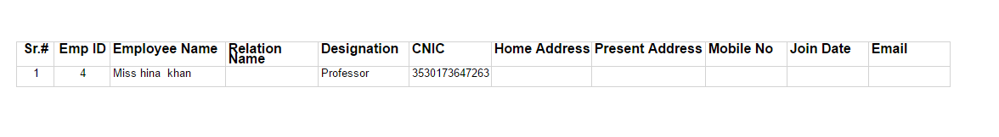 Sr.# Emp ID Employee Name Relation Name Designation CNIC Home Address Present Address Mobile No Join Date Email
1 4 Miss hina khan Professor 3530173647263